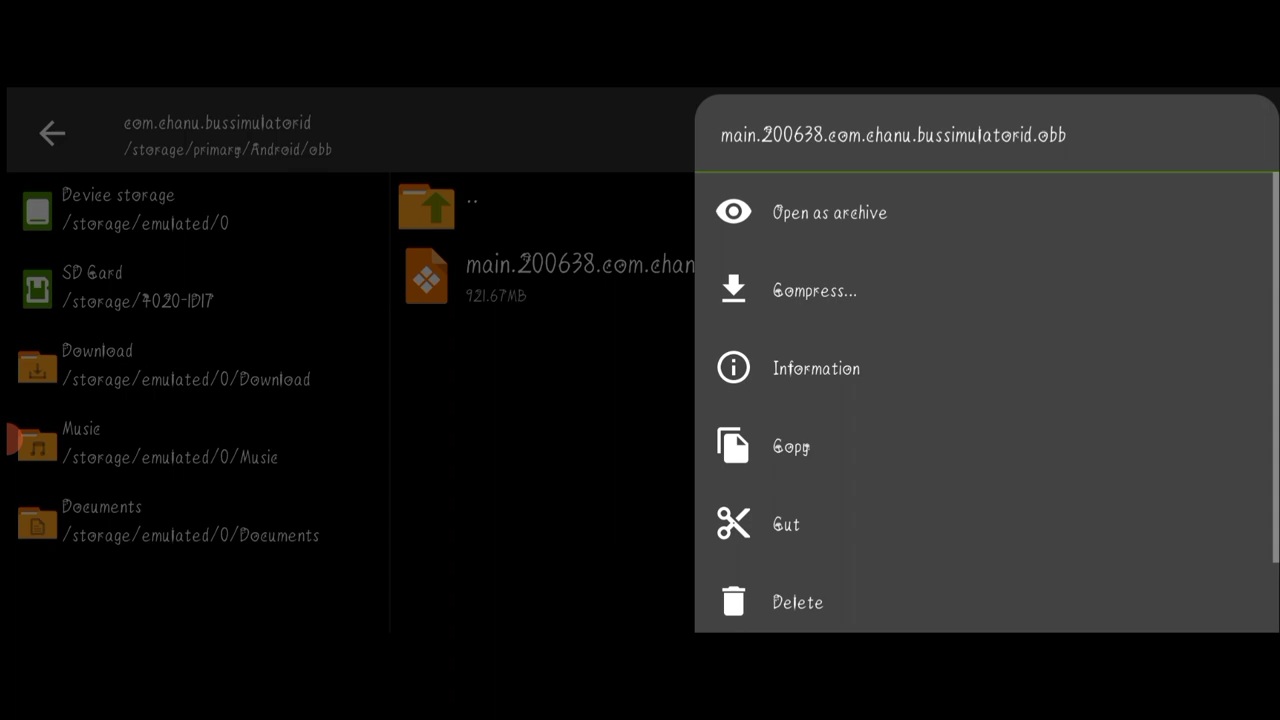 com.chanu.bussimulatorid
/storage/primary/Android/obb
Device storage
/storage/emulated/0
SD Card
/storage/4020-1D17
Download
/storage/emulated/0/Download
Music
/storage/emulated/0/Music
Documents
/storage/emulated/0/Documents
..
main.200638.com.chan
921.67MB
main.200638.com.chanu.bussimulatorid.obb
Open as archive
Compress...
Information
Copy
Cut
Delete